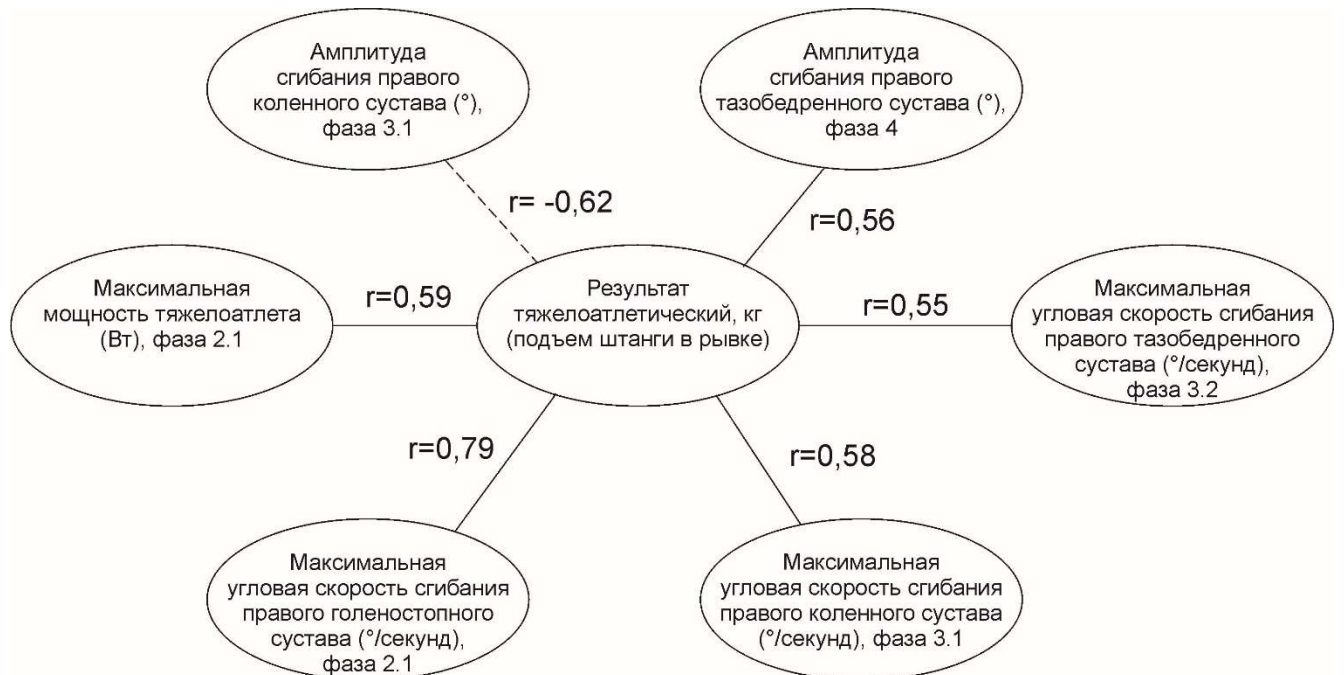 Амплитуда
сгибания правого
коленного сустава (°),
фаза 3.1
Амплитуда
сгибания правого
тазобедренного сустава (°),
фаза 4
r= -0,62
r=0,56
Максимальная
мощность тяжелоатлета
(Вт), фаза 2.1
r=0,59
Результат
тяжелоатлетический, кг
(подъем штанги в рывке)
r=0,55
Максимальная
угловая скорость сгибания
правого тазобедренного
сустава (°/секунд),
фаза 3.2
r=0,79
r=0,58
Максимальная
угловая скорость сгибания
правого голеностопного
сустава (°/секунд),
фаза 2.1
Максимальная
угловая скорость сгибания
правого коленного сустава
(°/секунд), фаза 3.1